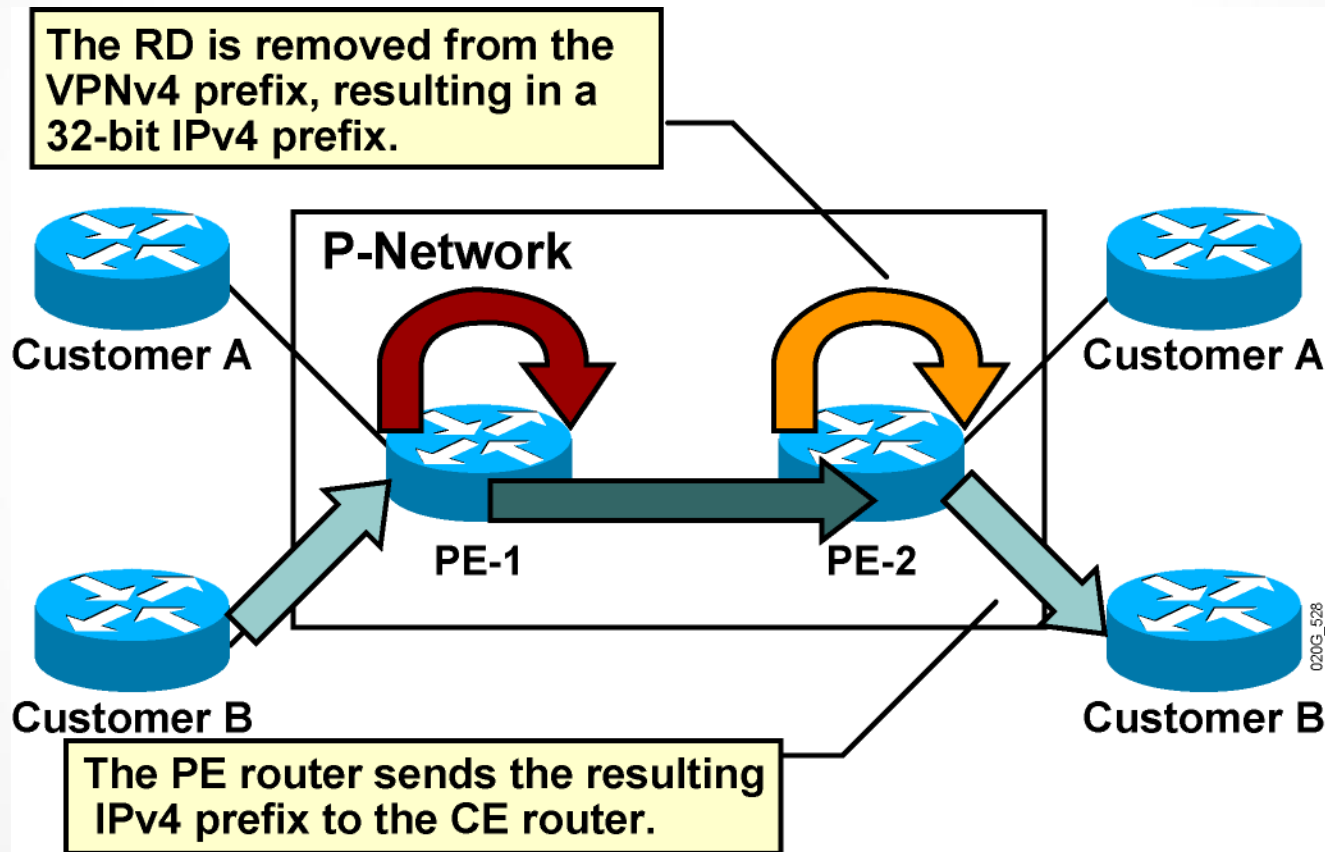 The RD is removed from the
VPNv4 prefix, resulting in a
32-bit IPv4 prefix.
P-Network
Customer A
Customer A
PE-1
PE-2
Customer B
Customer B
020G_528
The PE router sends the resulting
IPv4 prefix to the CE router.